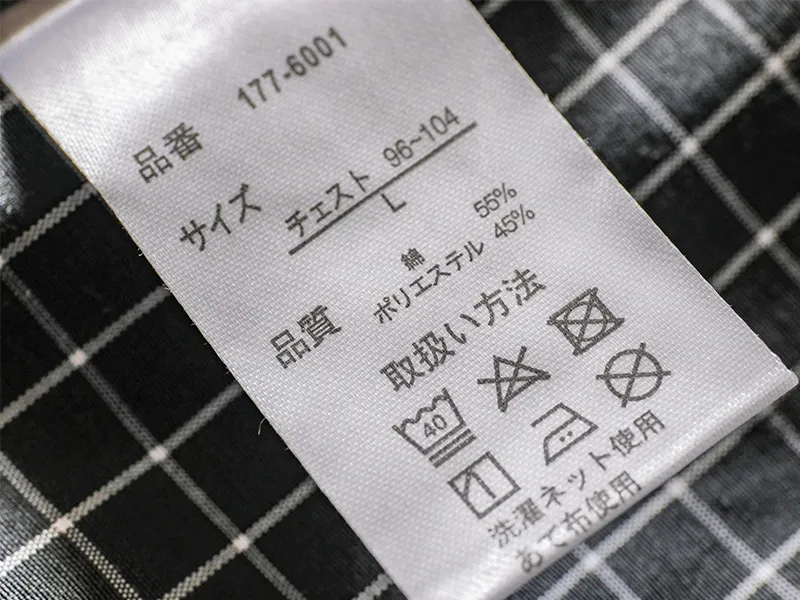 品番 177-6001
サイズ チェスト 96~104
L
品質 綿 55%
ポリエステル 45%
取扱い方法
40
洗濯ネット使用
あて布使用